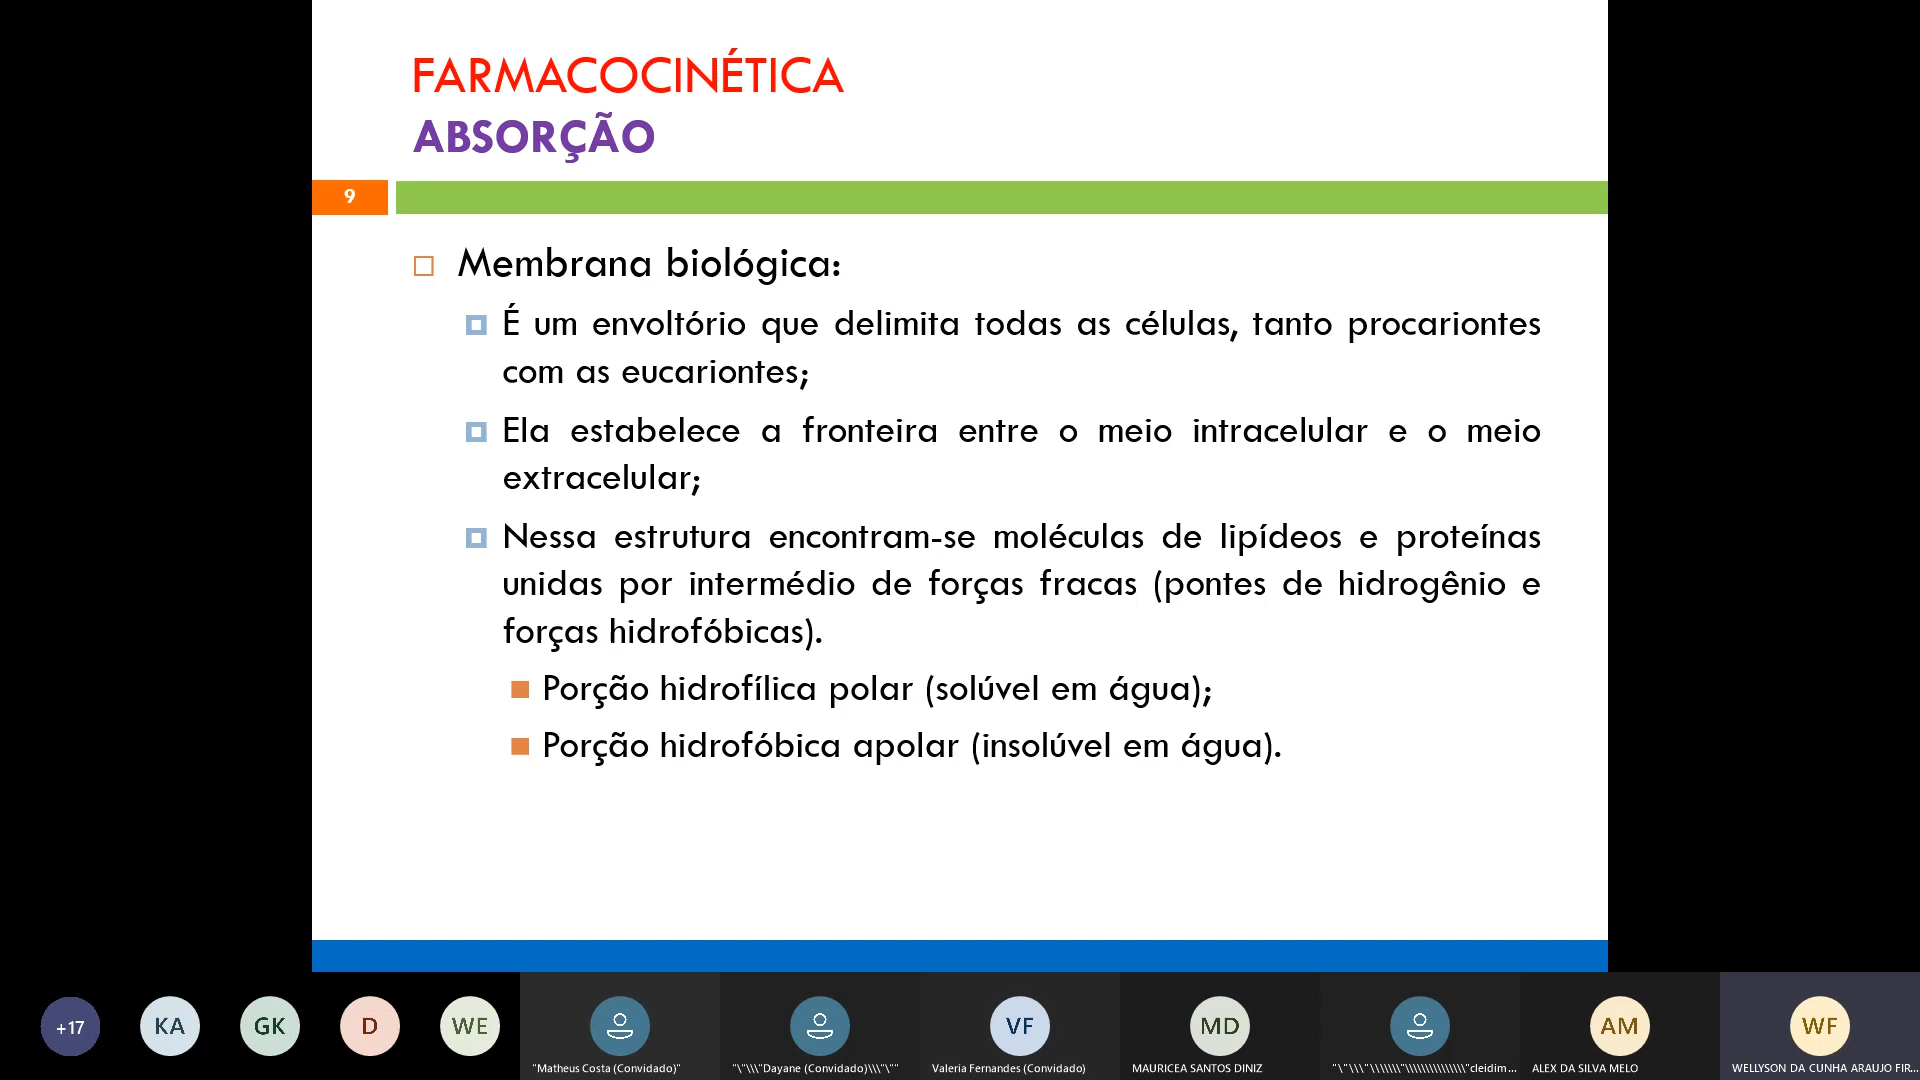 FARMACOCINÉTICA
ABSORÇÃO
9
Membrana biológica:
É um envoltório que delimita todas as células, tanto procariontes
com as eucariontes;
Ela estabelece a fronteira entre o meio intracelular e o meio
extracelular;
Nessa estrutura encontram-se moléculas de lipídeos e proteínas
unidas por intermédio de forças fracas (pontes de hidrogênio e
forças hidrofóbicas).
Porção hidrofílica polar (solúvel em água);
Porção hidrofóbica apolar (insolúvel em água).
+17
KA
GK
D
WE
VF
MD
AM
WF
"Matheus Costa (Convidado)"
"\"\\\"Dayane (Convidado)\\\"\""
Valeria Fernandes (Convidado)
MAURICEA SANTOS DINIZ
"\"\\\"\\\\\\\"\\\\\\\\\\\\\\\"cleidim...
ALEX DA SILVA MELO
WELLYSON DA CUNHA ARAUJO FIR...